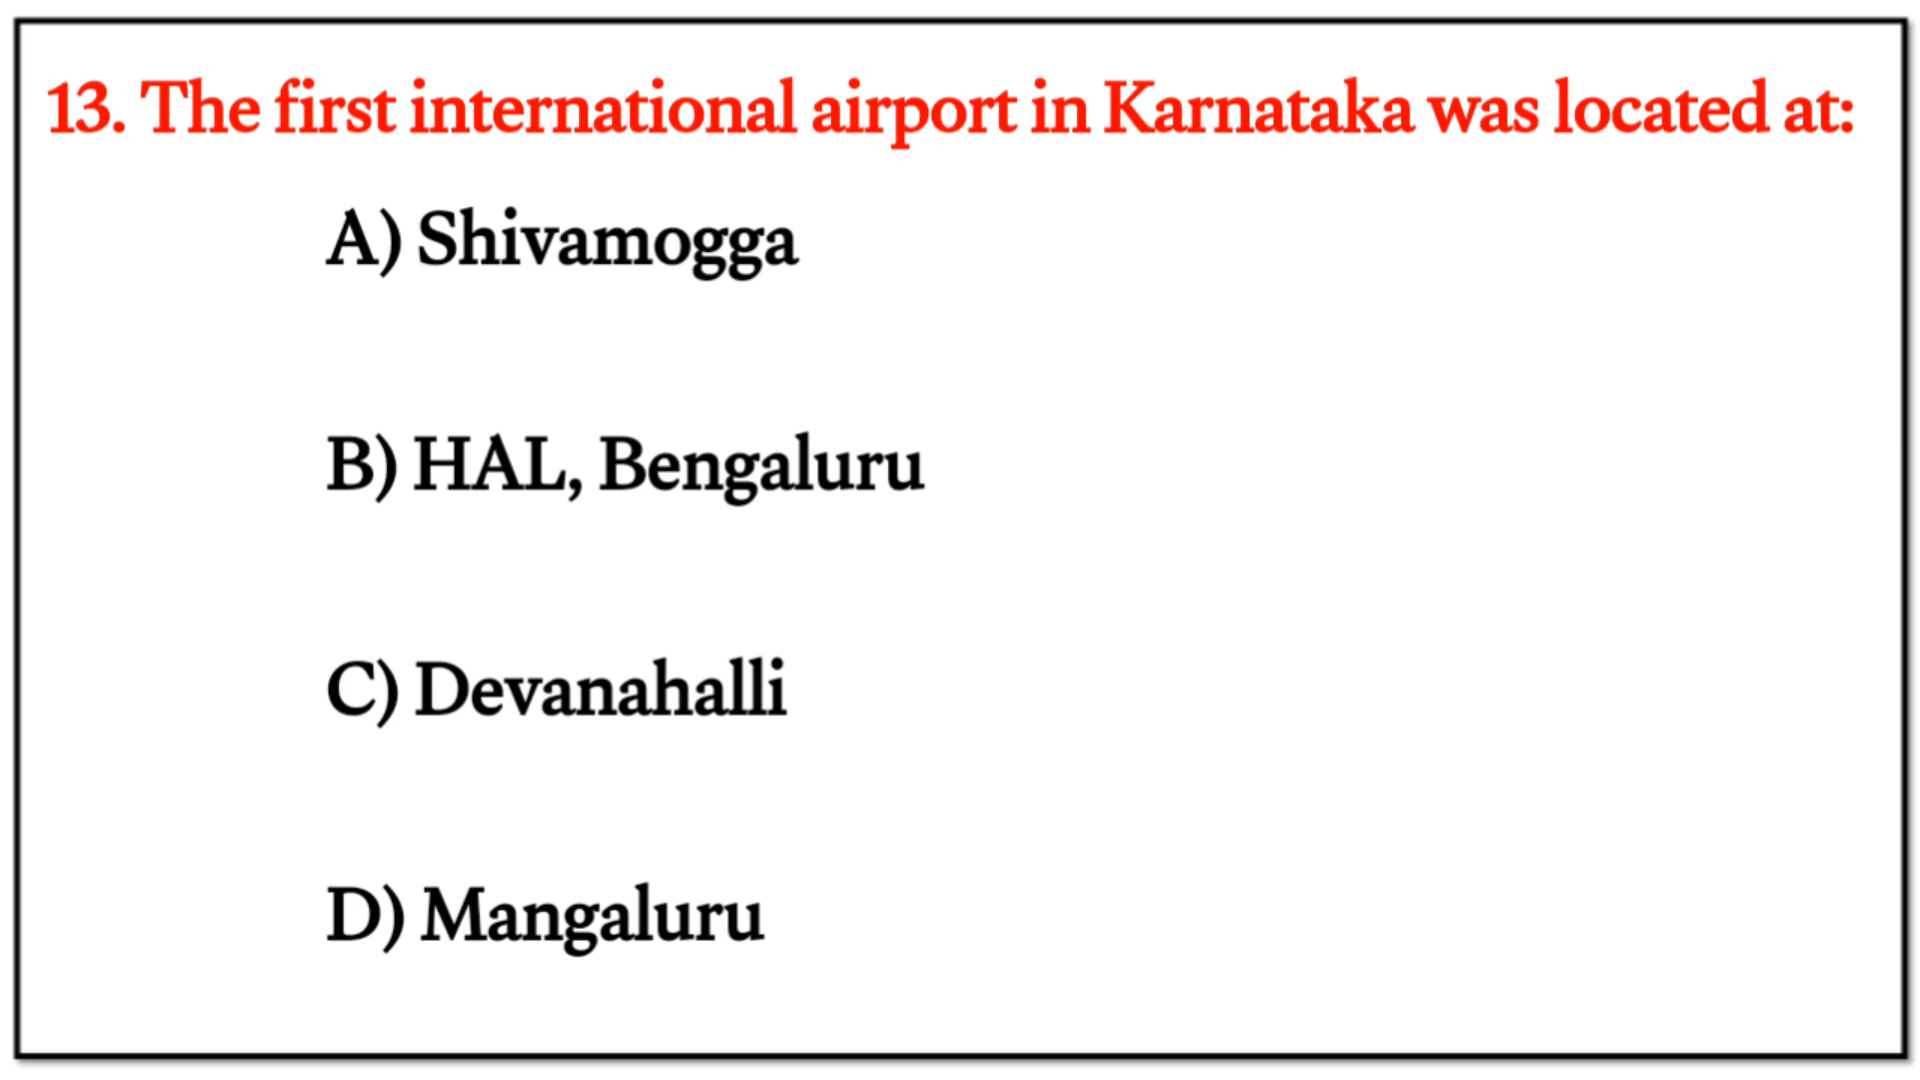 13. The first international airport in Karnataka was located at:
A) Shivamogga
B) HAL, Bengaluru
C) Devanahalli
D) Mangaluru